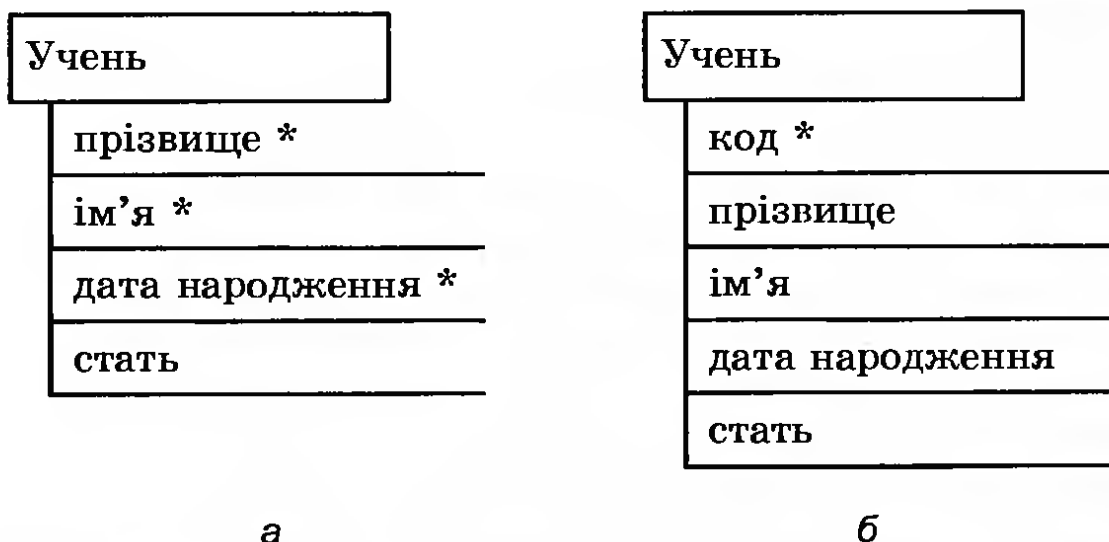 Учень
прізвище *
ім’я *
дата народження *
стать
а
Учень
код *
прізвище
ім’я
дата народження
стать
б